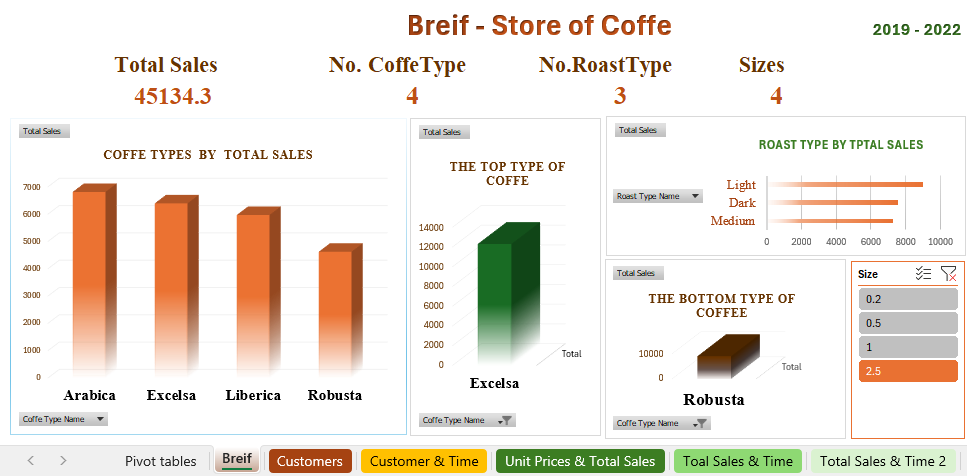 Breif - Store of Coffe
2019 - 2022
Total Sales
No. CoffeType
No.RoastType
Sizes
45134.3
4
3
4
Total Sales
COFFE TYPES BY TOTAL SALES
7000
6000
5000
4000
3000
2000
1000
0
Arabica
Excelsa
Liberica
Robusta
Coffe Type Name
Total Sales
THE TOP TYPE OF
COFFE
14000
12000
10000
8000
6000
4000
2000
0
Total
Excelsa
Coffe Type Name
Total Sales
ROAST TYPE BY TPTAL SALES
Roast Type Name
Light
Dark
Medium
0
2000
4000
6000
8000
10000
Total Sales
THE BOTTOM TYPE OF
COFFEE
10000
0
Total
Robusta
Coffe Type Name
Size
0.2
0.5
1
2.5
Pivot tables
Breif
Customers
Customer & Time
Unit Prices & Total Sales
Toal Sales & Time
Total Sales & Time 2